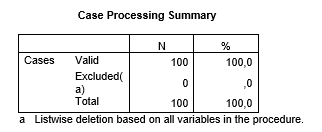 Case Processing Summary
N %
Cases Valid 100 100,0
Excluded( 
a) 0 ,0
Total 100 100,0
a Listwise deletion based on all variables in the procedure.